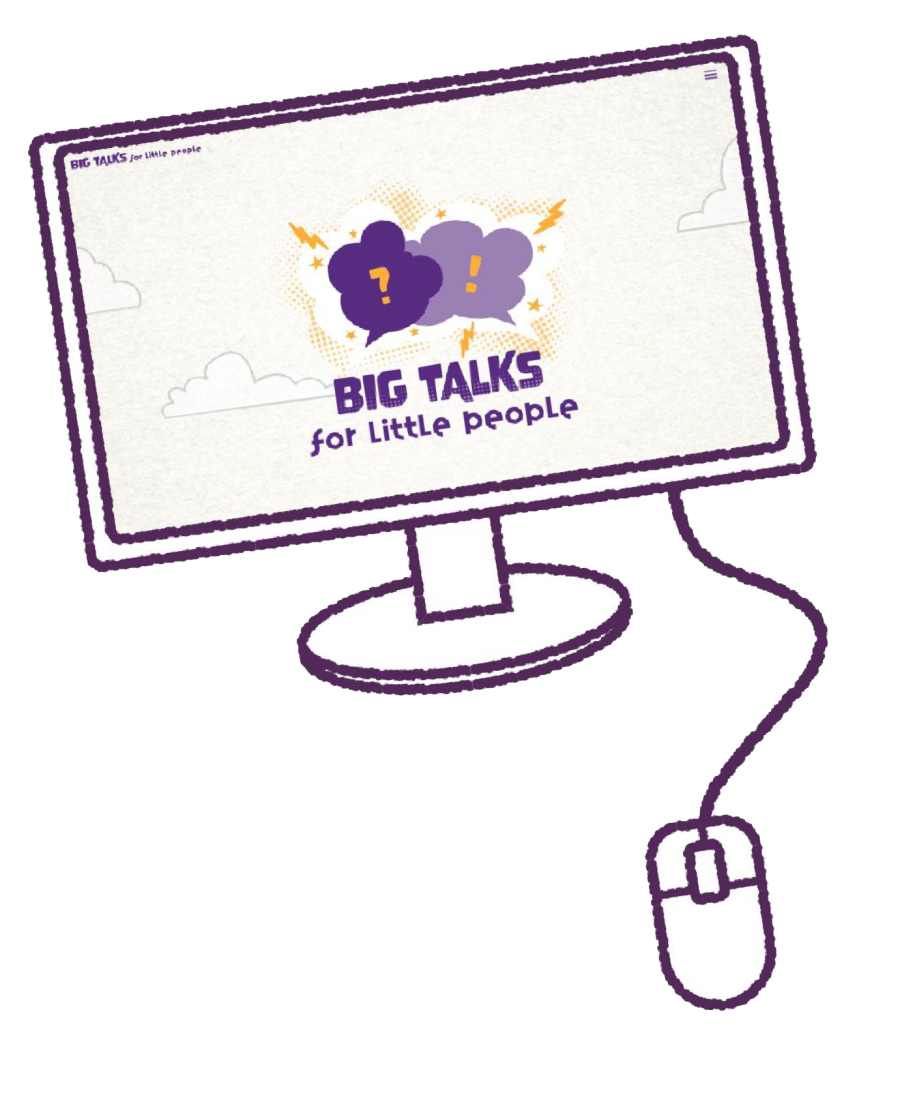 BIG TALKS for little people
?
!
BIG TALKS
for little people